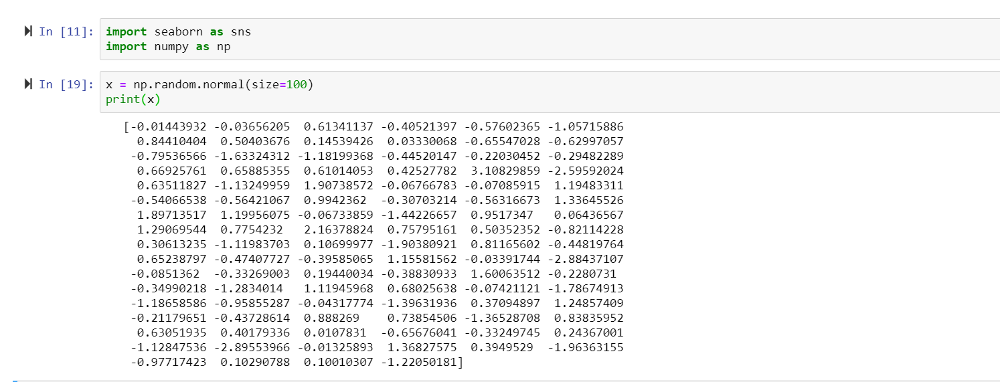 In [11]: import seaborn as sns
import numpy as np
In [19]: x = np.random.normal(size=100)
print(x)
[-0.01443932 -0.03656205  0.61341137 -0.40521397 -0.57602365 -1.05715886
  0.84410404  0.50403676  0.14539426  0.03330068 -0.65547028 -0.62997057
 -0.79536566 -1.63324312 -1.18199368 -0.44520147 -0.22030452 -0.29482289
  0.66925761  0.65885355  0.61014053  0.42527782  3.10829859 -2.59592024
  0.63511827 -1.13249959  1.90738572 -0.06766783 -0.07085915  1.19483311
 -0.54066538 -0.56421067  0.9942362  -0.30703214 -0.56316673  1.33645526
  1.89713517  1.19956075 -0.06733859 -1.44226657  0.9517347   0.06436567
  1.29069544  0.7754232   2.16378824  0.75795161  0.50352352 -0.82114228
  0.30613235 -1.11983703  0.10699977 -1.90380921  0.81165602 -0.44819764
  0.65238797 -0.47407727 -0.39585065  1.15581562 -0.03391744 -2.88437107
 -0.0851362  -0.33269003  0.19440034 -0.38830933  1.60063512 -0.2280731
 -0.34990218 -1.2834014   1.11945968  0.68025638 -0.07421121 -1.78674913
 -1.18658586 -0.95855287 -0.04317774 -1.39631936  0.37094897  1.24857409
 -0.21179651 -0.43728614  0.888269    0.73854506 -1.36528708  0.83835952
  0.63051935  0.40179336  0.0107831  -0.65676041 -0.33249745  0.24367001
 -1.12847536 -2.89553966 -0.01325893  1.36827575  0.3949529  -1.96363155
 -0.97717423  0.10290788  0.10010307 -1.22050181]